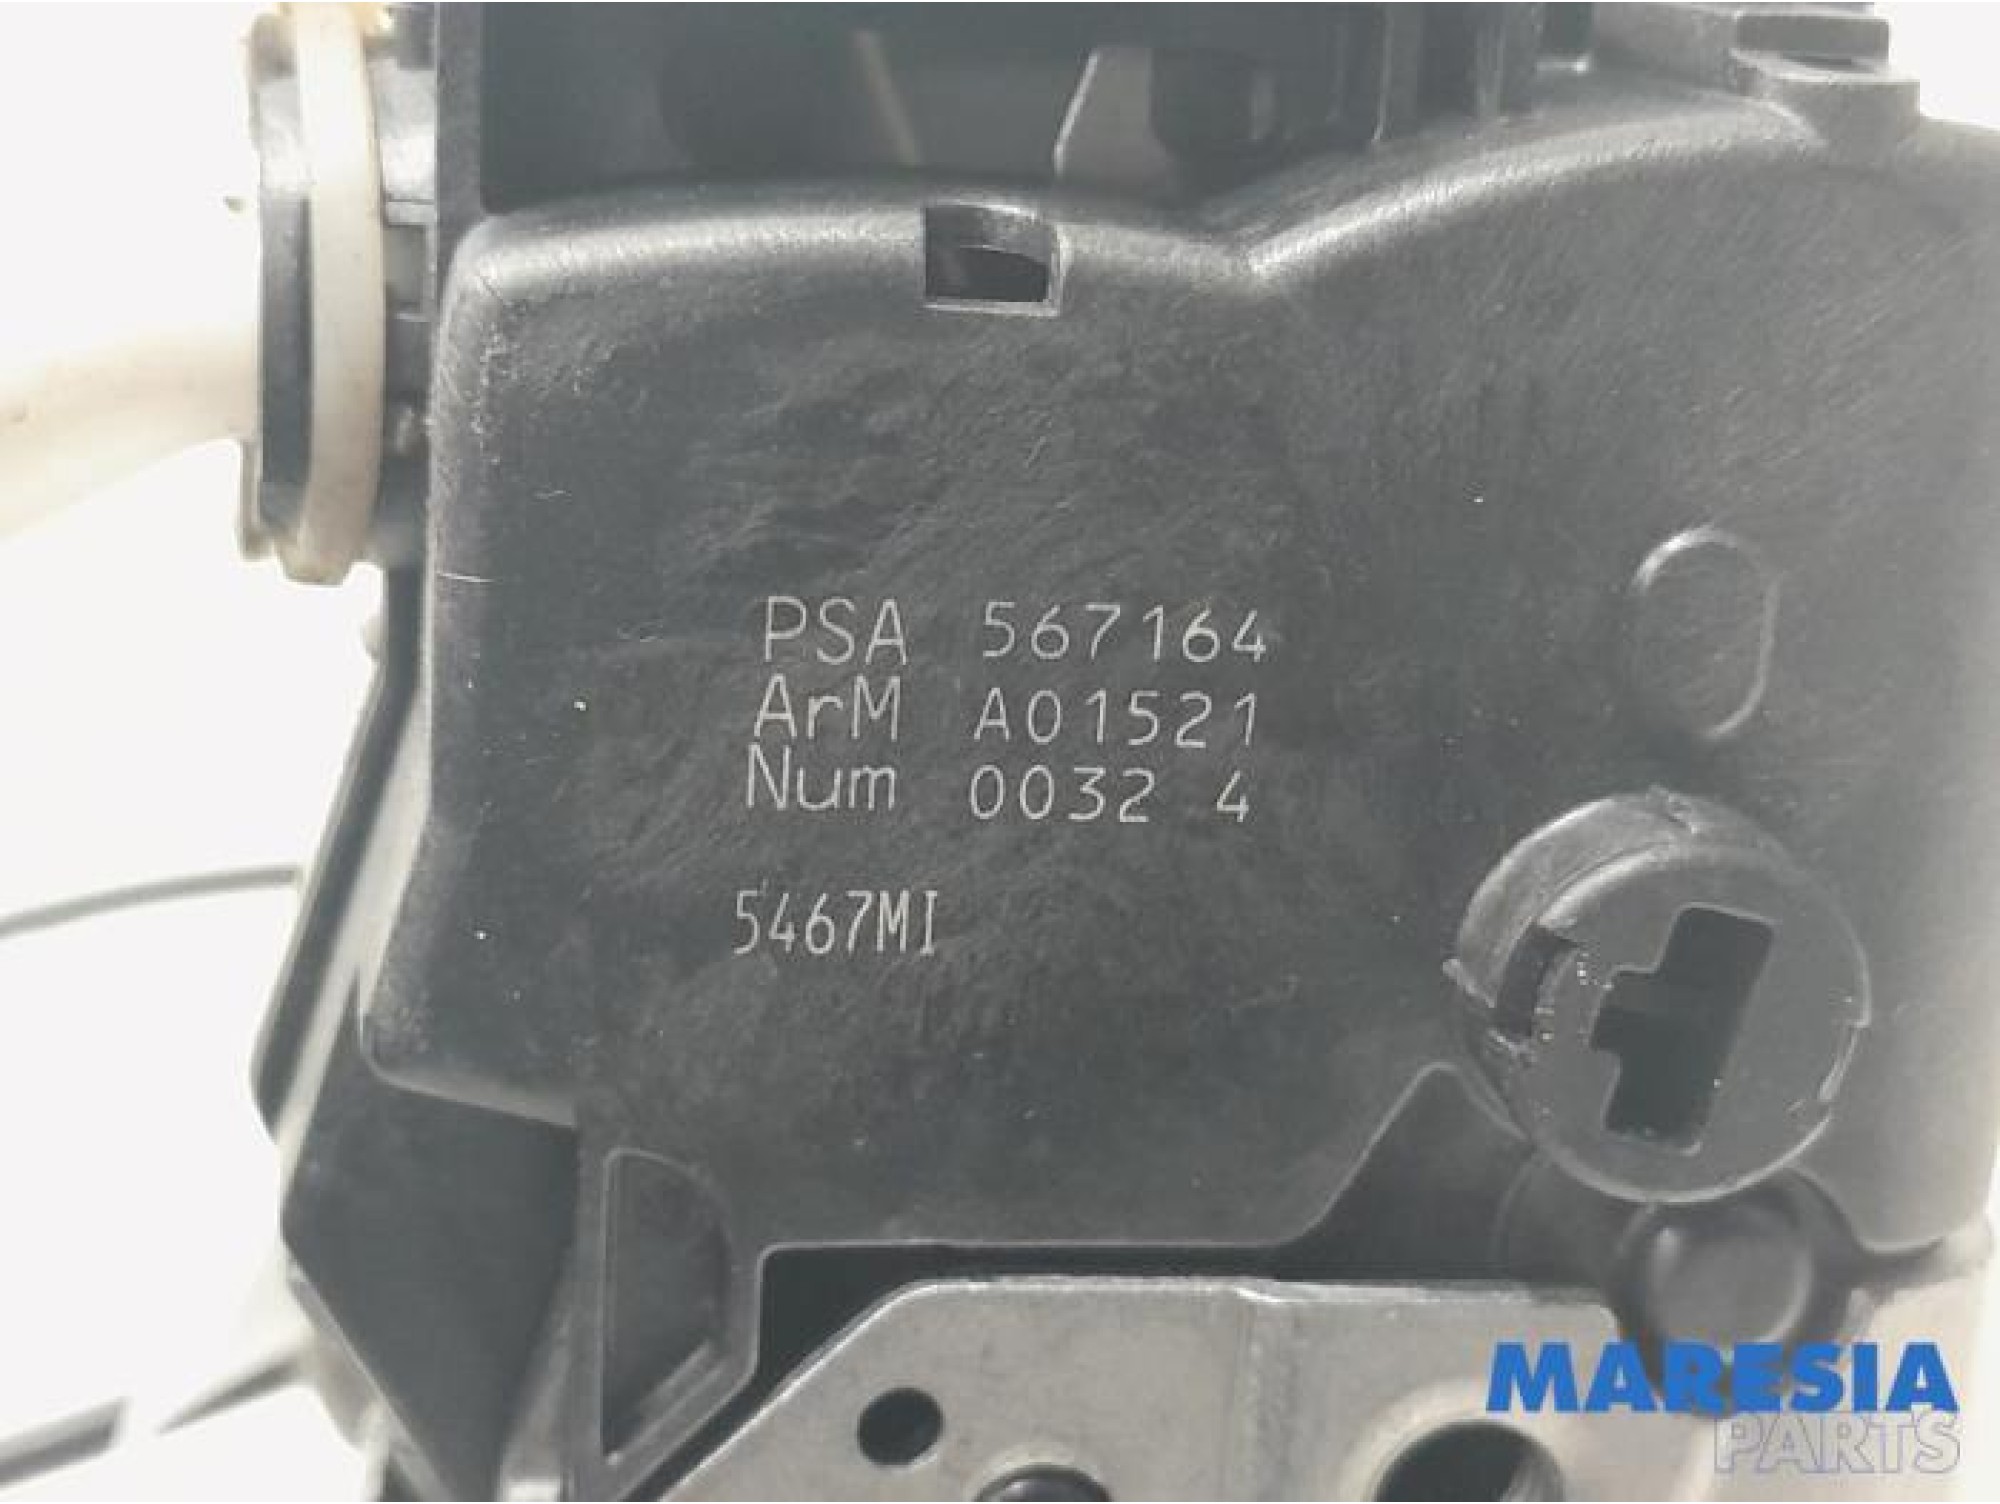 PSA 567164
ArM A01521
Num 0032 4
5467MI
MARESIA
PARTS